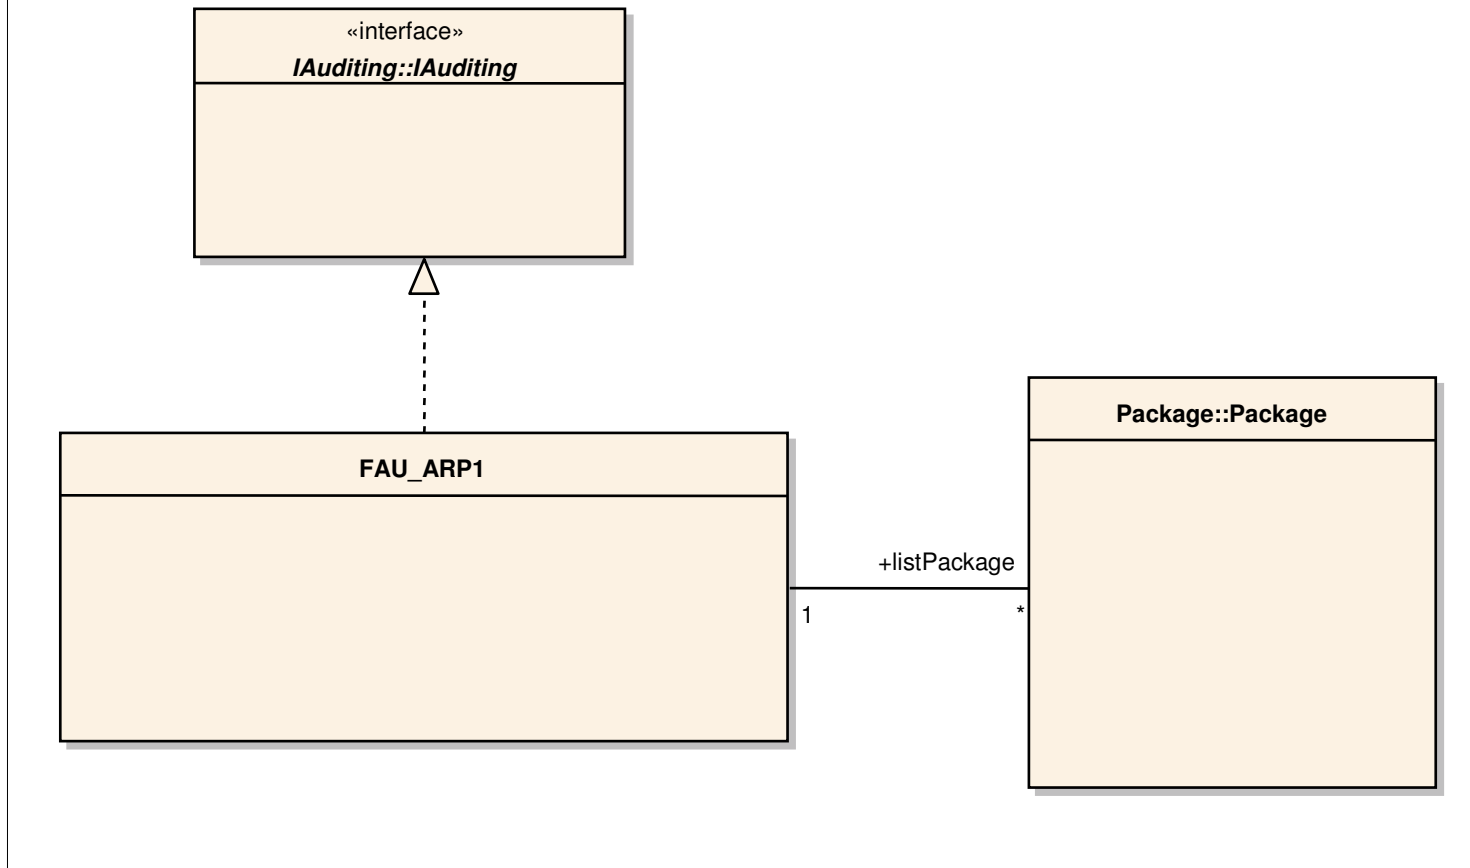 «interface»
IAuditing::IAuditing
Package::Package
FAU_ARP1
+listPackage
1
*